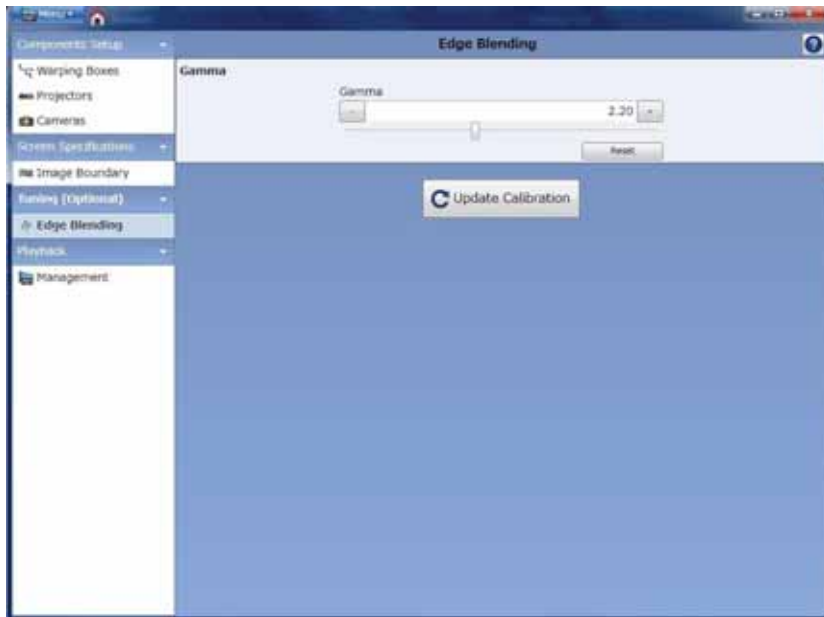 Menu
Components Setup
Edge Blending
Warping Boxes
Projectors
Cameras
Gamma
Gamma
-
2.20
+
Reset
Screen Specifications
Image Boundary
Update Calibration
Tuning (Optional)
Edge Blending
Playback
Management